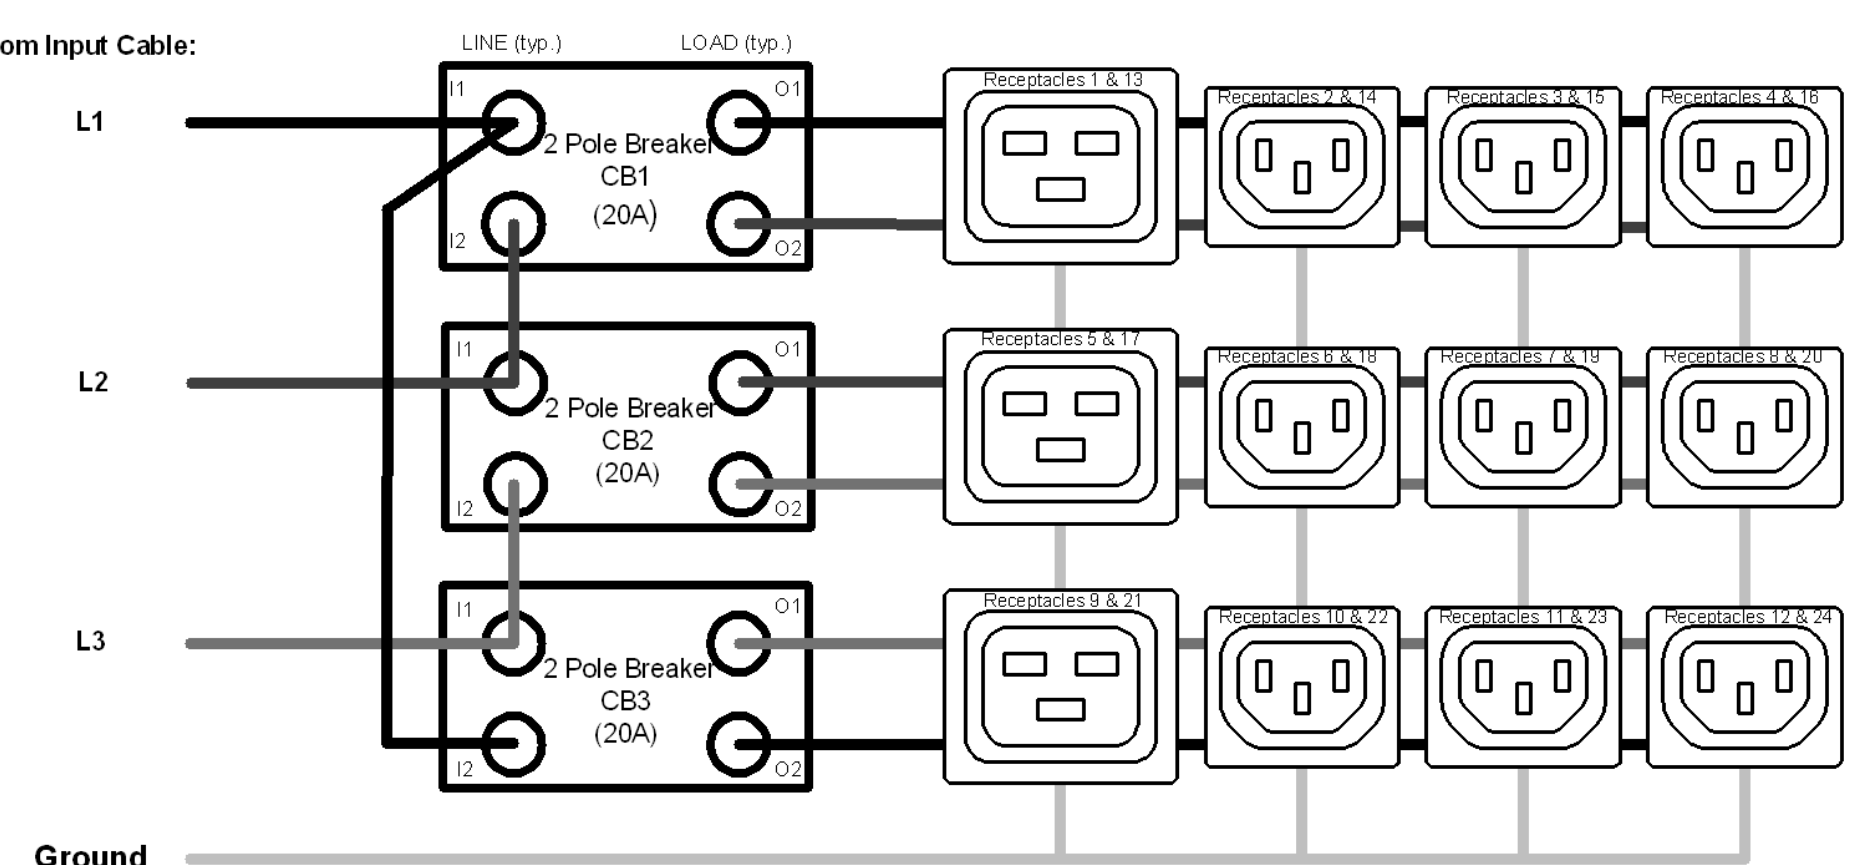 om Input Cable:
LINE (typ.)
LOAD (typ.)
L1
I1
O1
2 Pole Breaker
CB1
(20A)
I2
O2
Receptacles 1 & 13
Receptacles 2 & 14
Receptacles 3 & 15
Receptacles 4 & 16
L2
I1
O1
2 Pole Breaker
CB2
(20A)
I2
O2
Receptacles 5 & 17
Receptacles 6 & 18
Receptacles 7 & 19
Receptacles 8 & 20
L3
I1
O1
2 Pole Breaker
CB3
(20A)
I2
O2
Receptacles 9 & 21
Receptacles 10 & 22
Receptacles 11 & 23
Receptacles 12 & 24
Ground